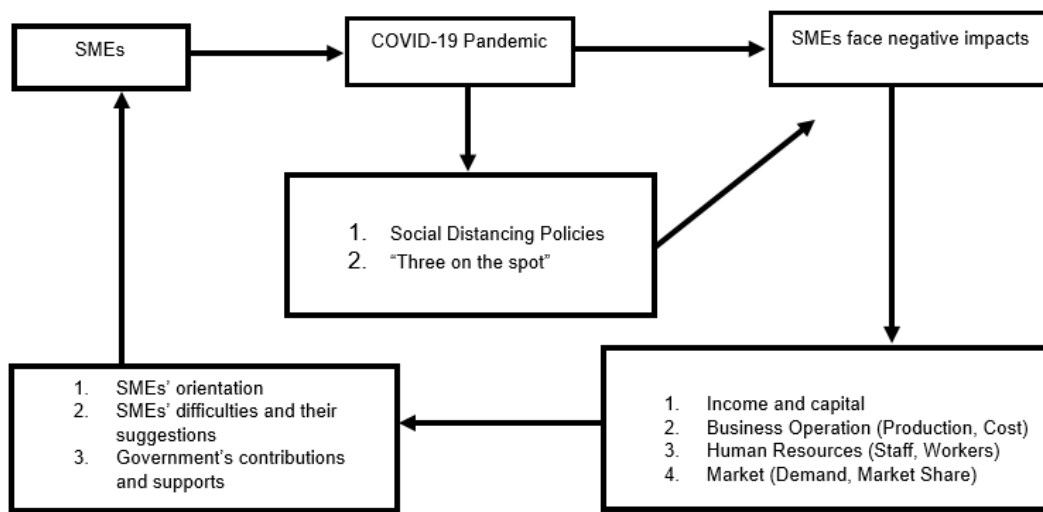 SMEs
COVID-19 Pandemic
SMEs face negative impacts
1. Social Distancing Policies
2. “Three on the spot”
1. SMEs’ orientation
2. SMEs’ difficulties and their
suggestions
3. Government’s contributions
and supports
1. Income and capital
2. Business Operation (Production, Cost)
3. Human Resources (Staff, Workers)
4. Market (Demand, Market Share)